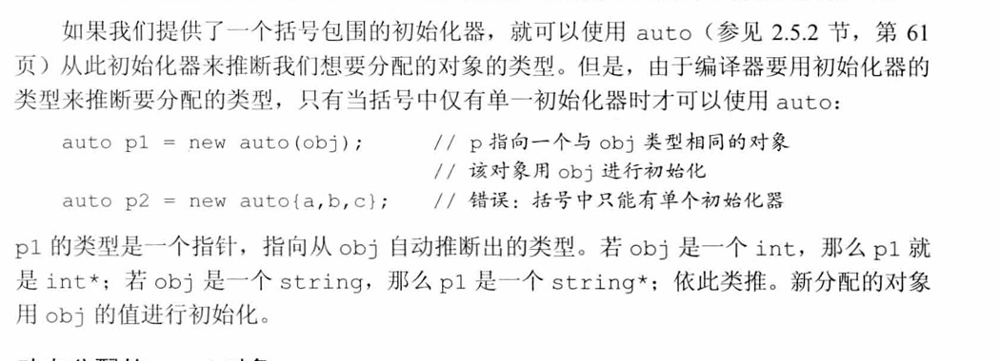 如果我们提供了一个括号包围的初始化器，就可以使用 auto（参见 2.5.2 节，第 61
页）从此初始化器来推断我们想要分配的对象的类型。但是，由于编译器要用初始化器的
类型来推断要分配的类型，只有当括号中仅有单一初始化器时才可以使用 auto：
auto p1 = new auto(obj); // p 指向一个与 obj 类型相同的对象
// 该对象用 obj 进行初始化
auto p2 = new auto{a,b,c}; // 错误：括号中只能有单个初始化器
p1 的类型是一个指针，指向从 obj 自动推断出的类型。若 obj 是一个 int，那么 p1 就
是 int*；若 obj 是一个 string，那么 p1 是一个 string*；依此类推。新分配的对象
用 obj 的值进行初始化。